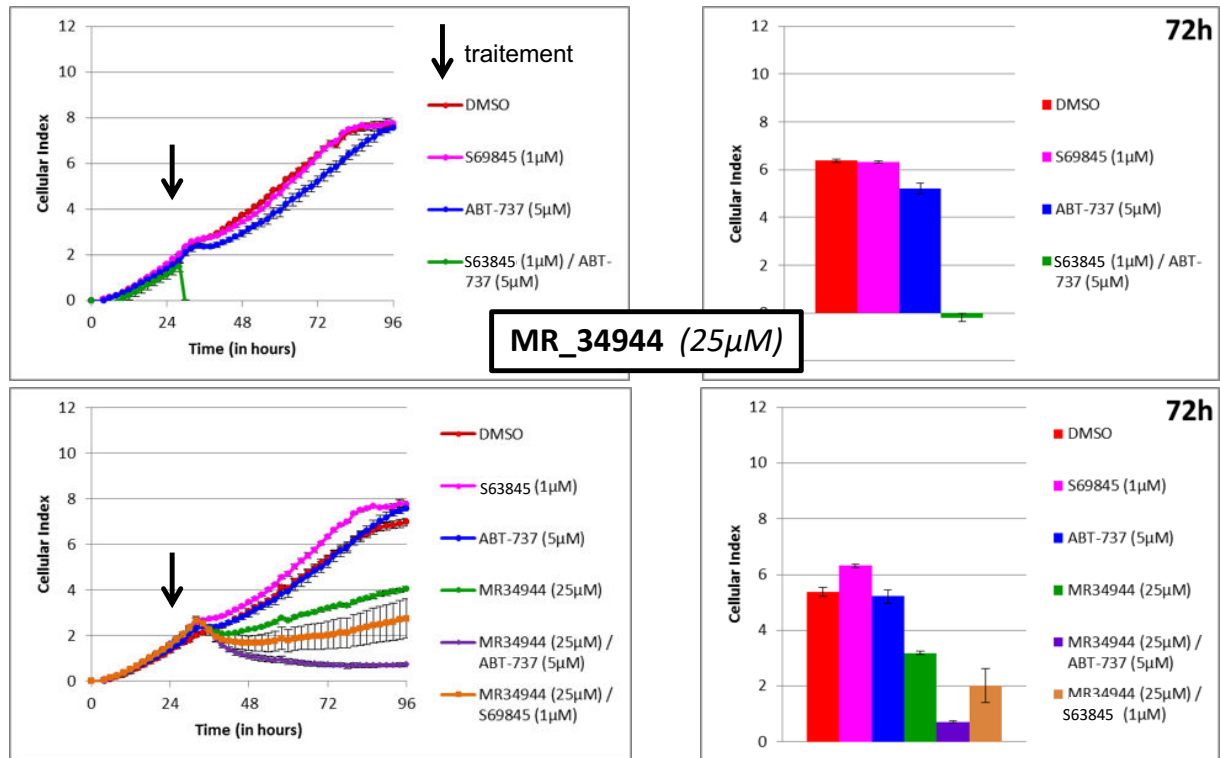 12
10
8
6
4
2
0
Cellular Index
0 24 48 72 96
Time (in hours)
traitement
DMSO
S69845 (1µM)
ABT-737 (5µM)
S63845 (1µM) / ABT-
737 (5µM)
72h
12
10
8
6
4
2
Cellular Index
DMSO
S69845 (1µM)
ABT-737 (5µM)
S63845 (1µM) / ABT-
737 (5µM)
MR_34944 (25µM)
12
10
8
6
4
2
0
Cellular Index
0 24 48 72 96
Time (in hours)
DMSO
S63845 (1µM)
ABT-737 (5µM)
MR34944 (25µM)
MR34944 (25µM) /
ABT-737 (5µM)
MR34944 (25µM) /
S69845 (1µM)
72h
12
10
8
6
4
2
0
Cellular Index
DMSO
S69845 (1µM)
ABT-737 (5µM)
MR34944 (25µM)
MR34944 (25µM) /
ABT-737 (5µM)
MR34944 (25µM) /
S63845 (1µM)